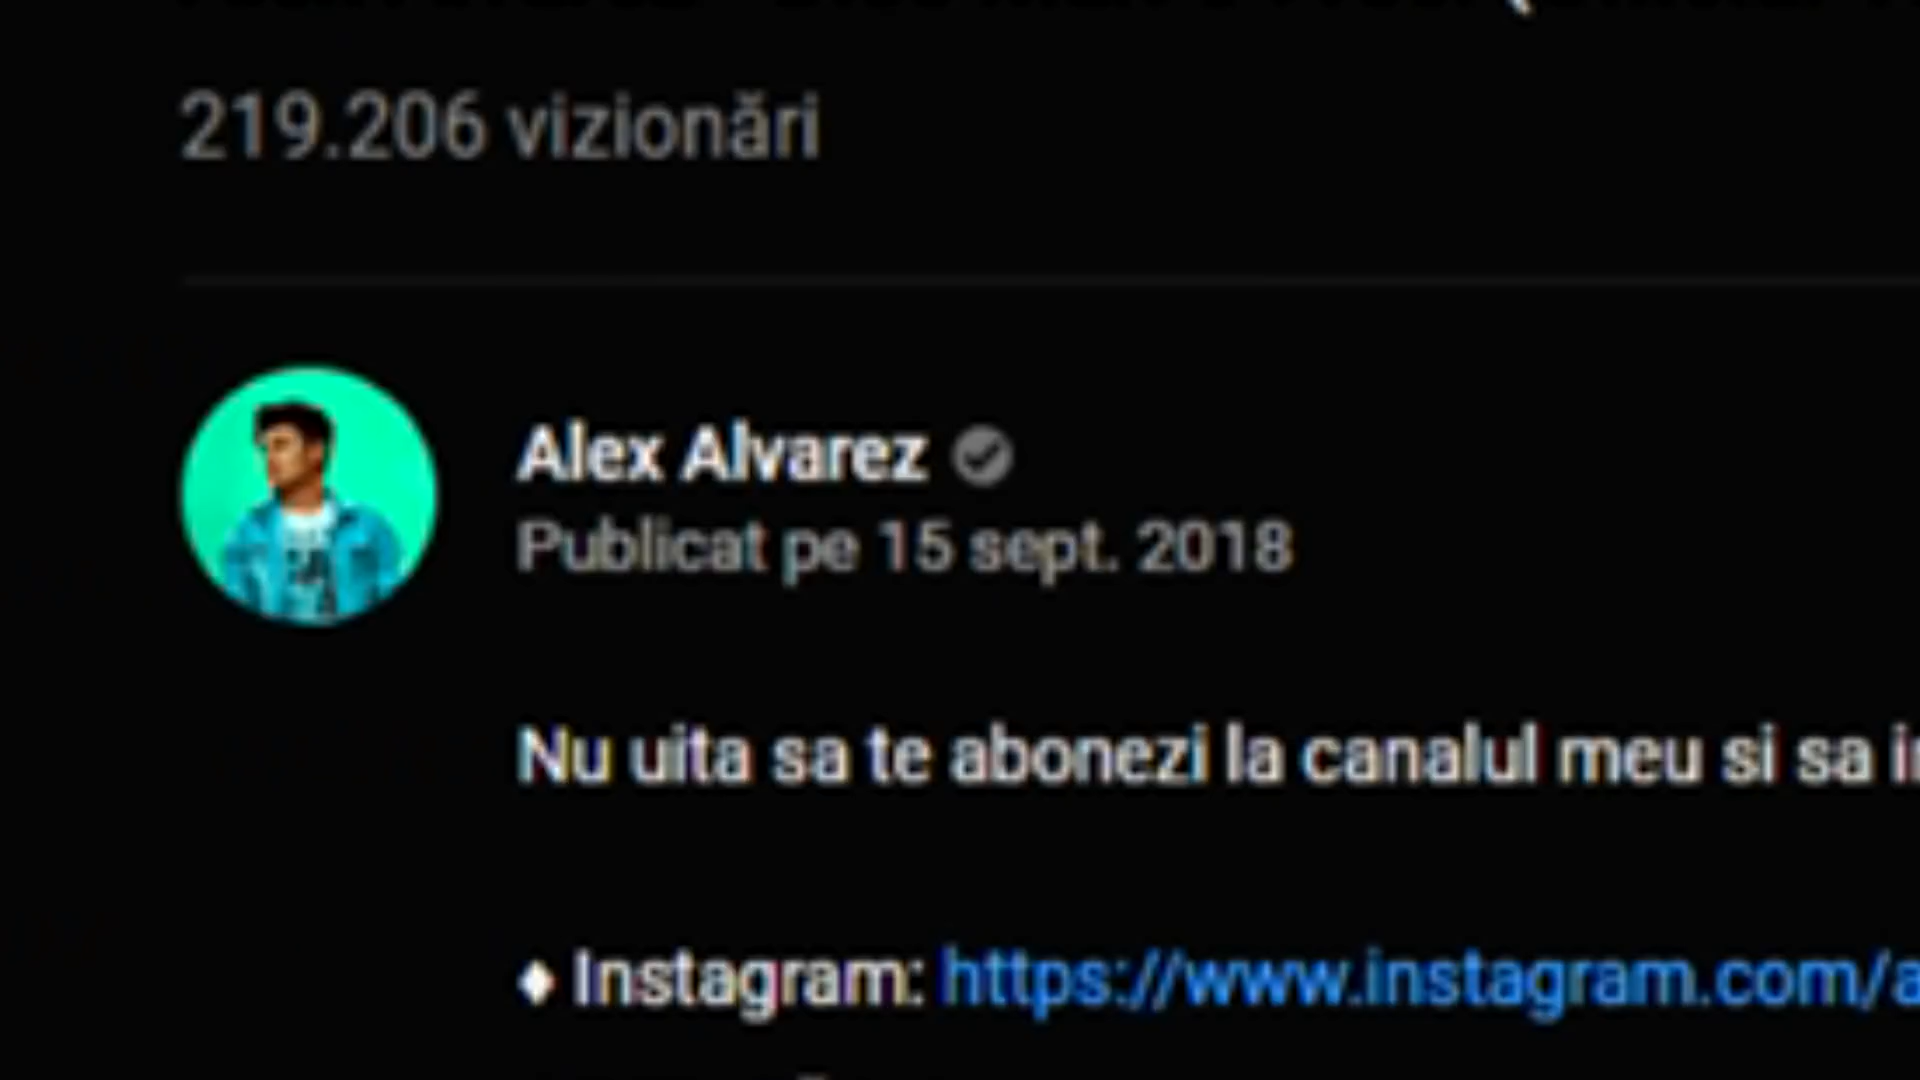 219.206 vizionări
Alex Alvarez
Publicat pe 15 sept. 2018
Nu uita sa te abonezi la canalul meu si sa
♦ Instagram: https://www.instagram.com/a